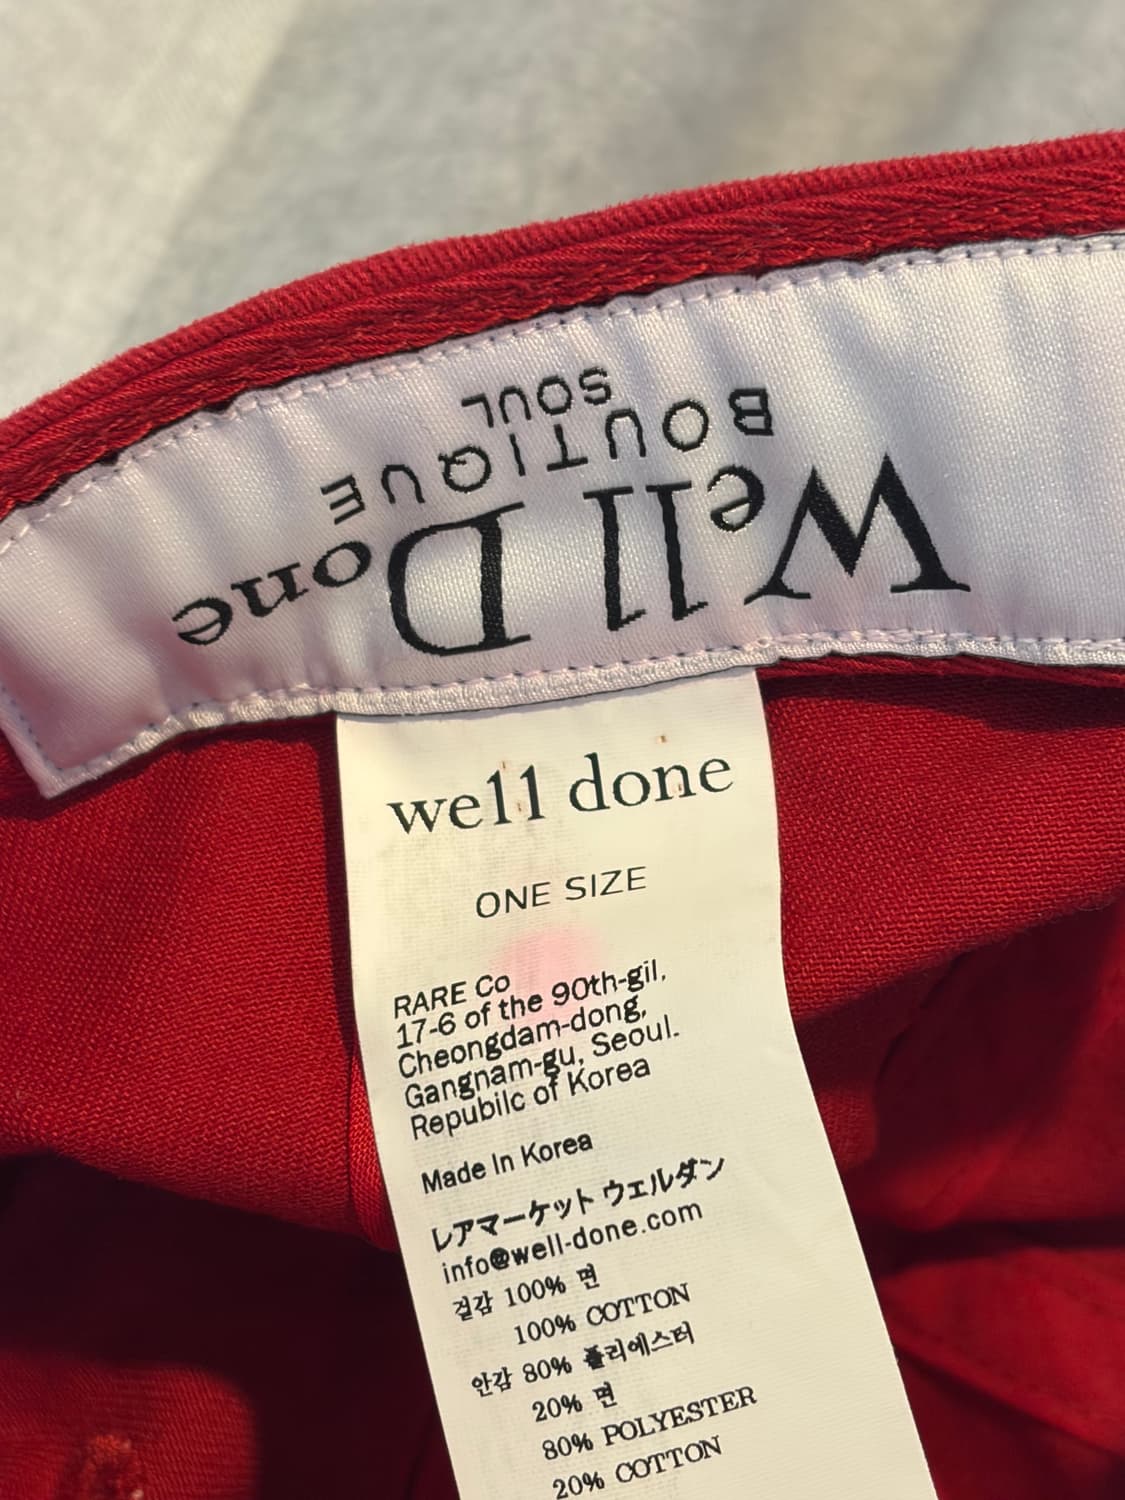 Well Done
BOUTIQUE
SOUL
we11 done
ONE SIZE
RARE Co
17-6 of the 90th-gil,
Cheongdam-dong,
Gangnam-gu, Seoul.
Repubilc of Korea
Made In Korea
レアマーケット ウェルダン
info@well-done.com
겉감 100% 면
100% COTTON
안감 80% 폴리에스터
20% 면
80% POLYESTER
20% COTTON